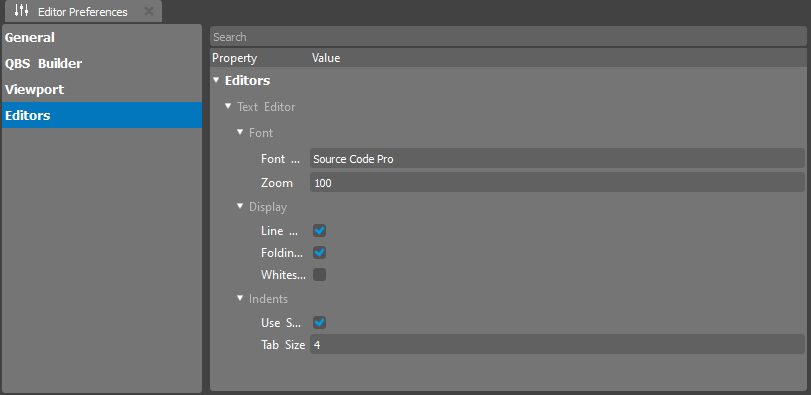 Editor Preferences
General
QBS Builder
Viewport
Editors
Search
Property Value
Editors
Text Editor
Font
Font ... Source Code Pro
Zoom 100
Display
Line ...
Foldin...
Whites...
Indents
Use S...
Tab Size 4